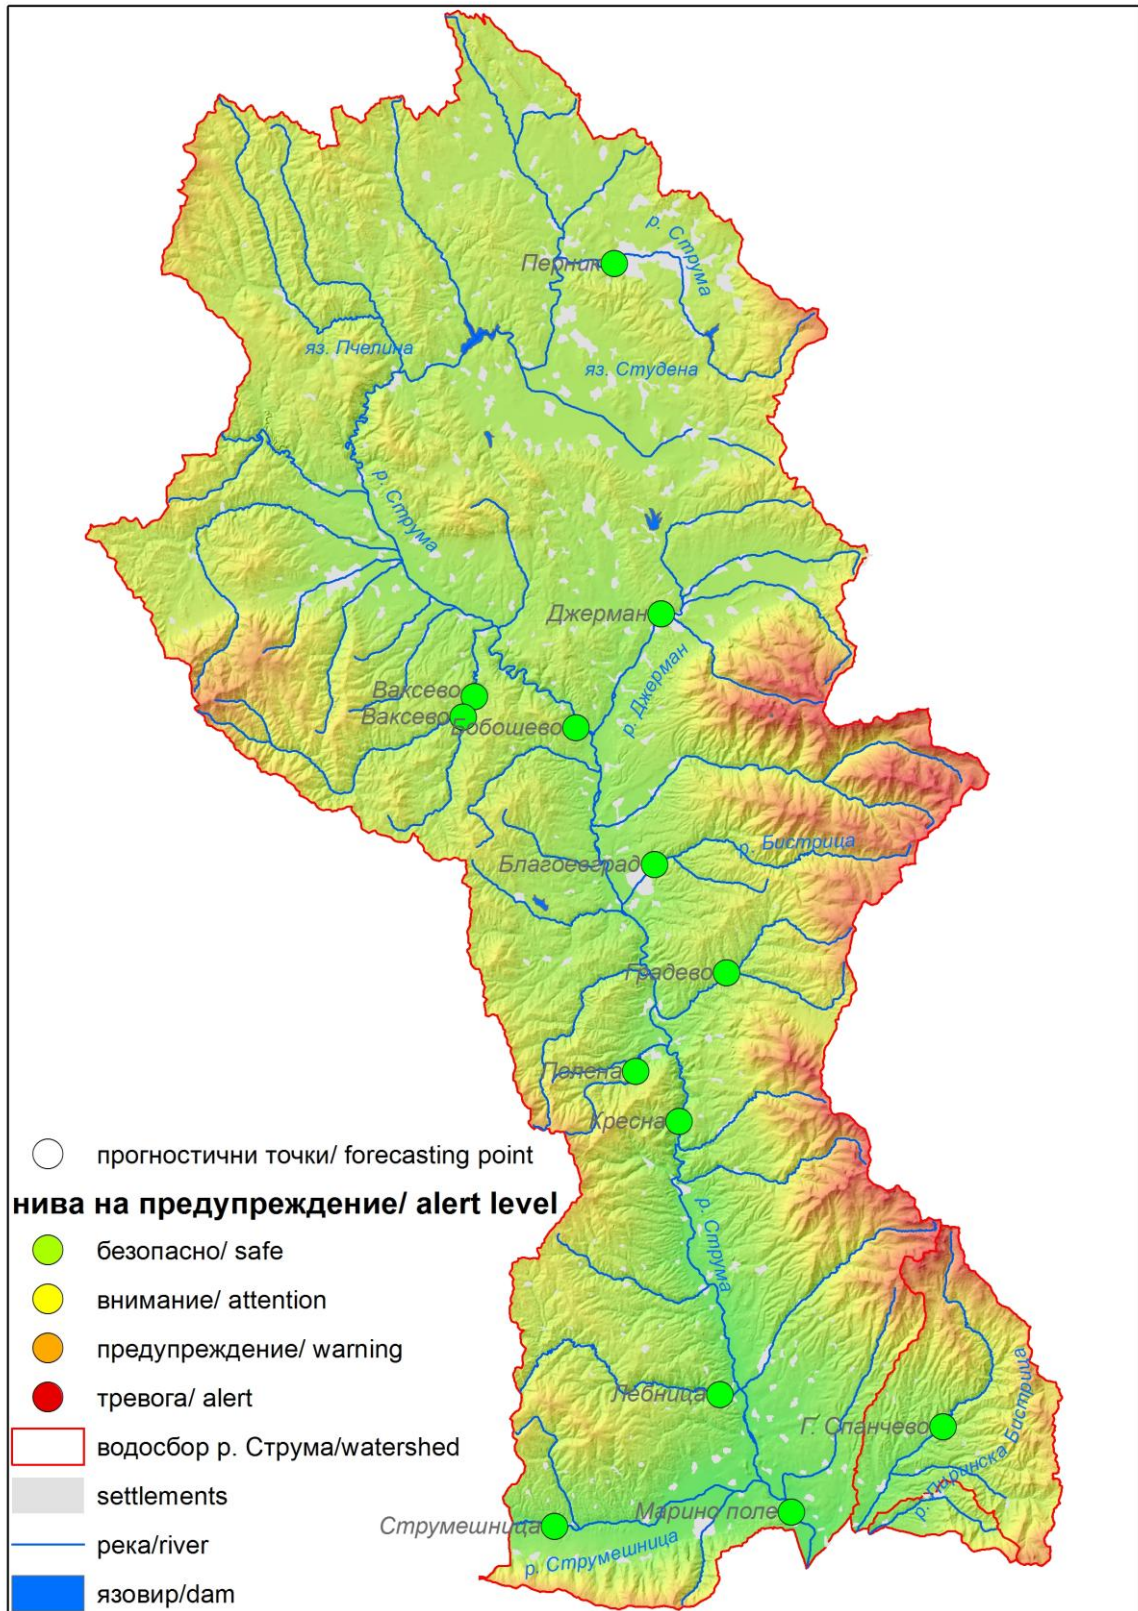 р. Струма
Перник
яз. Пчелина
яз. Студена
р. Струма
Джерман
р. Джерман
Ваксево
Ваксево
Бобошево
р. Бистрица
Благоевград
Градево
Полена
Кресна
р. Струма
Лебница
Г. Спанчево
р. Пиринска Бистрица
Марино поле
Струмешница
р. Струмешница
прогностични точки/ forecasting point
нива на предупреждение/ alert level
безопасно/ safe
внимание/ attention
предупреждение/ warning
тревога/ alert
водосбор р. Струма/watershed
settlements
река/river
язовир/dam